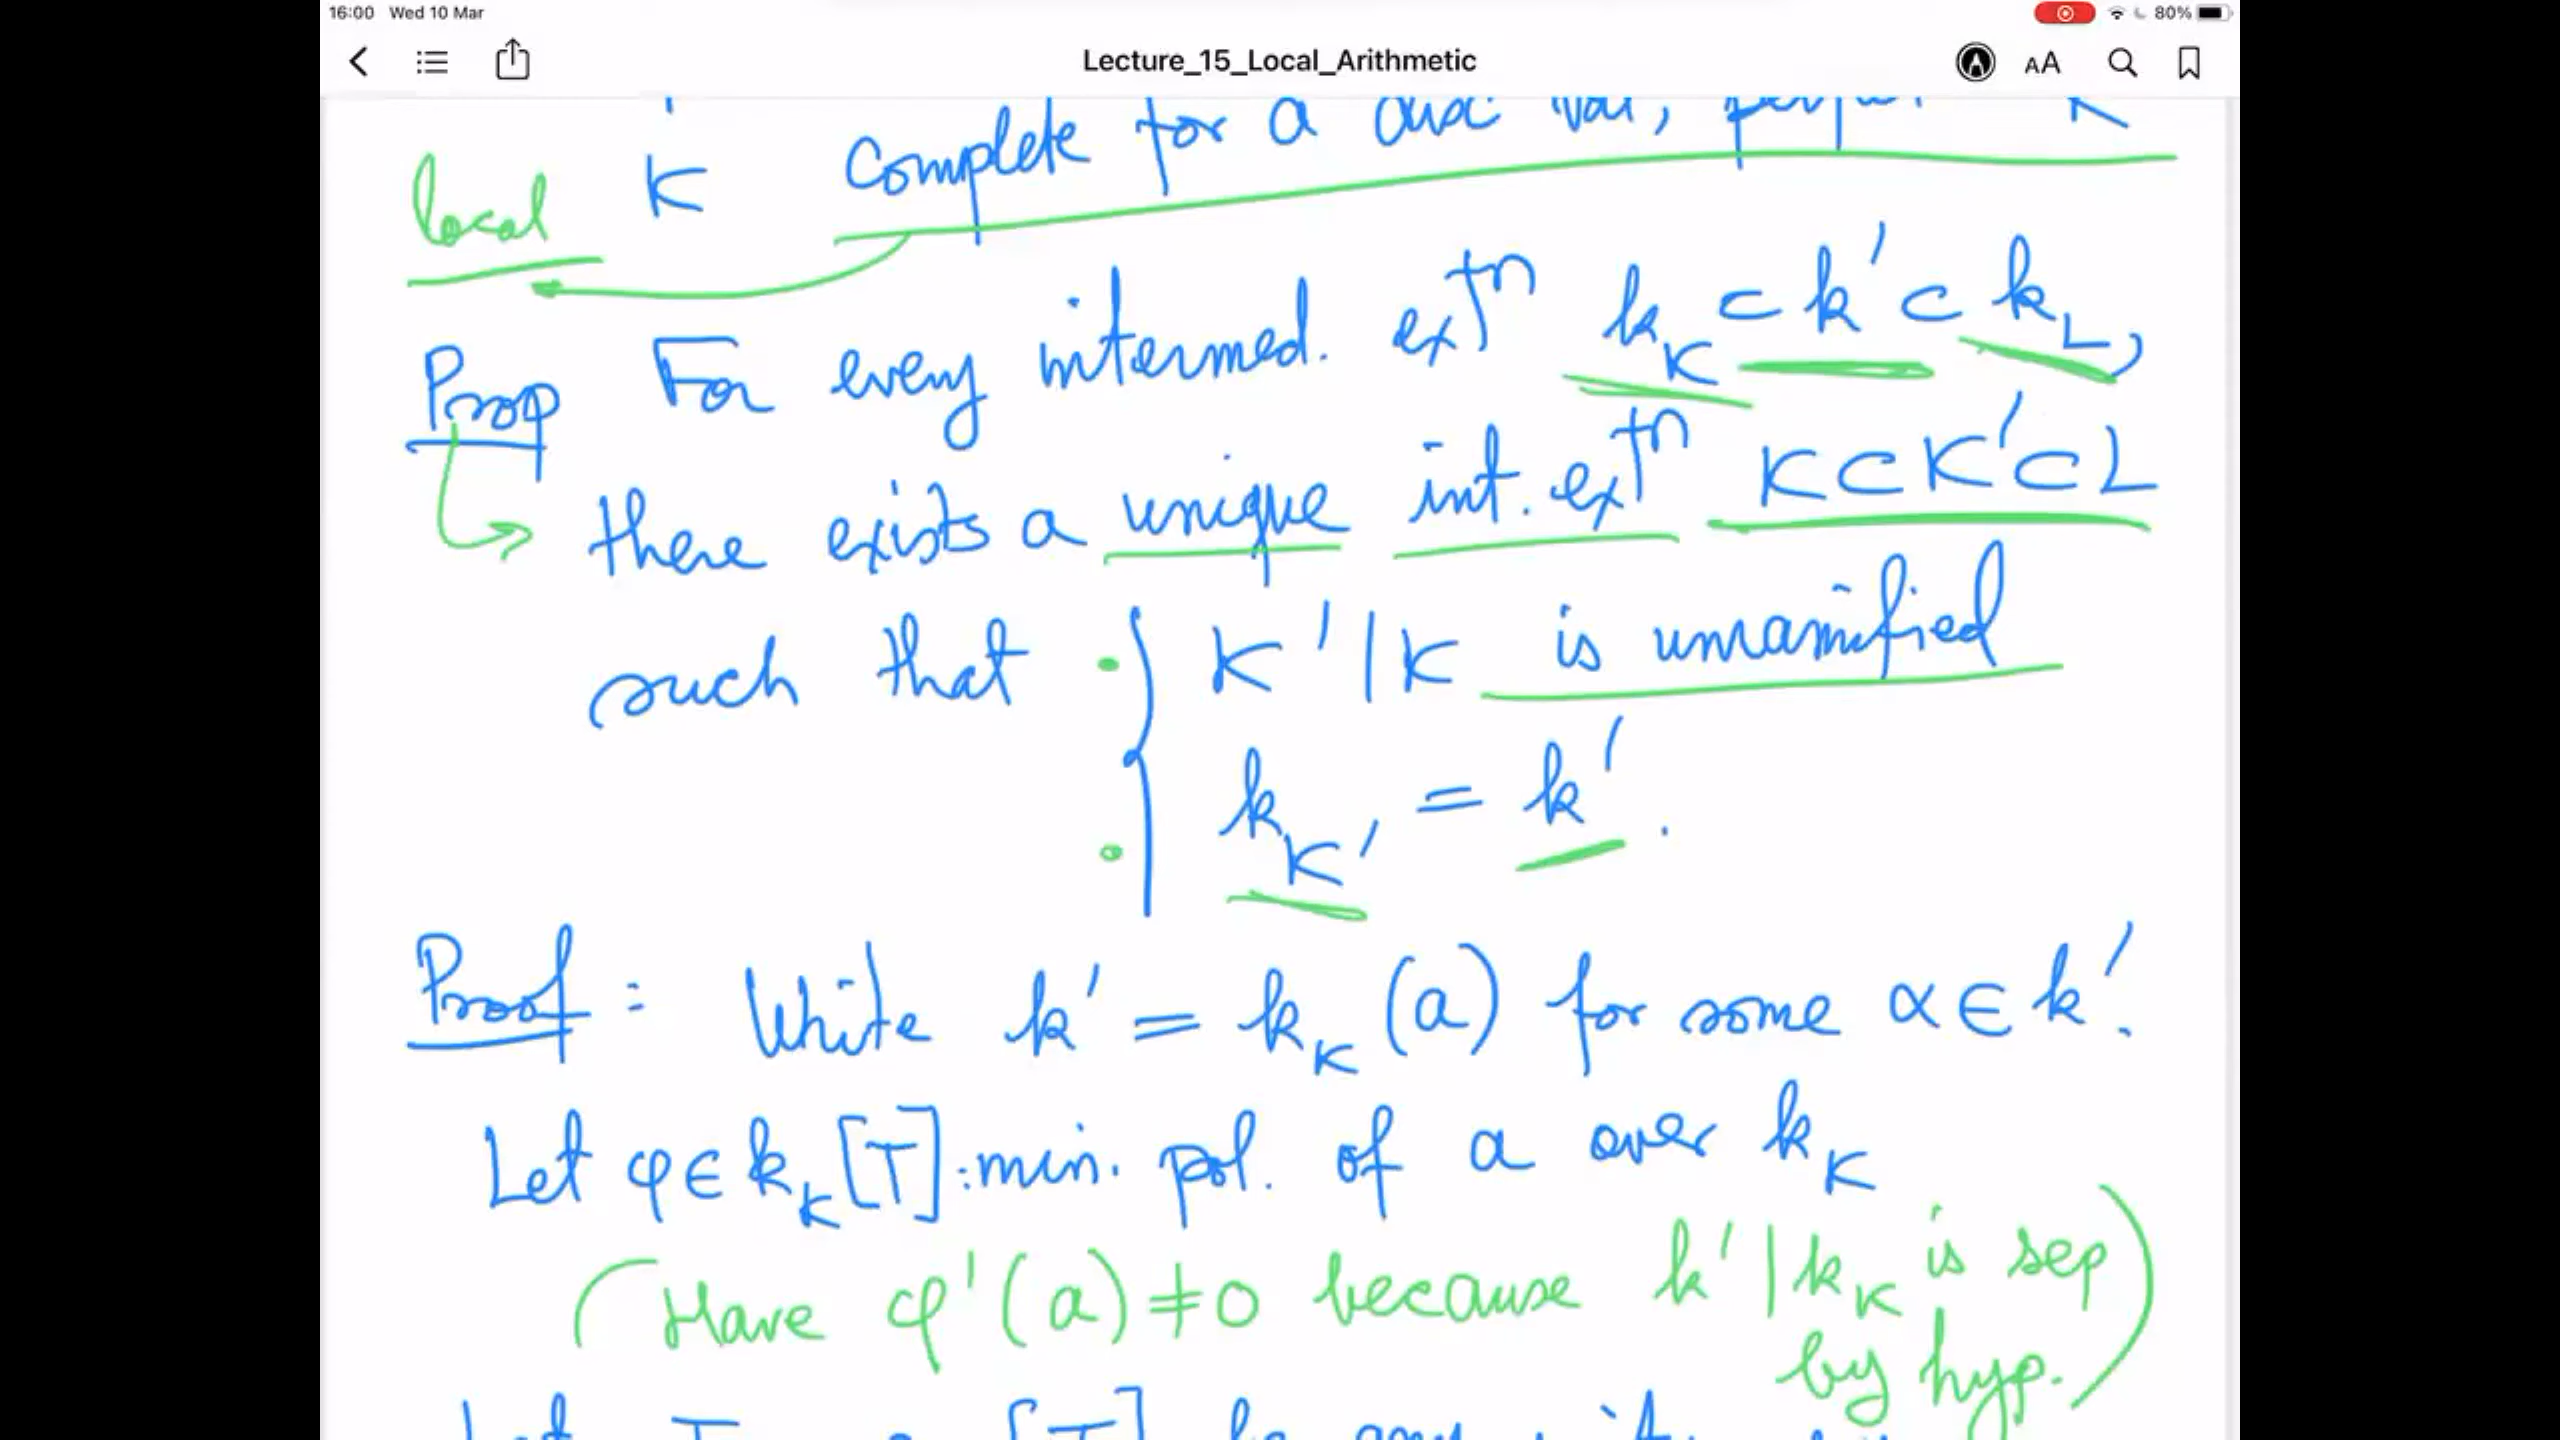 16:00 Wed 10 Mar 80%
Lecture_15_Local_Arithmetic AA
local K complete for a disc val,
Prop For every intermed. extn k_K ⊂ k' ⊂ k_L,
there exists a unique int. extn K ⊂ K' ⊂ L
such that { K' | K is unramified
k_K' = k'.
Proof: Write k' = k_K (a) for some α ∈ k'.
Let φ ∈ k_K [T]: min. pol. of a over k_K
(Have φ'(a) ≠ 0 because k' | k_K is sep
by hyp.)